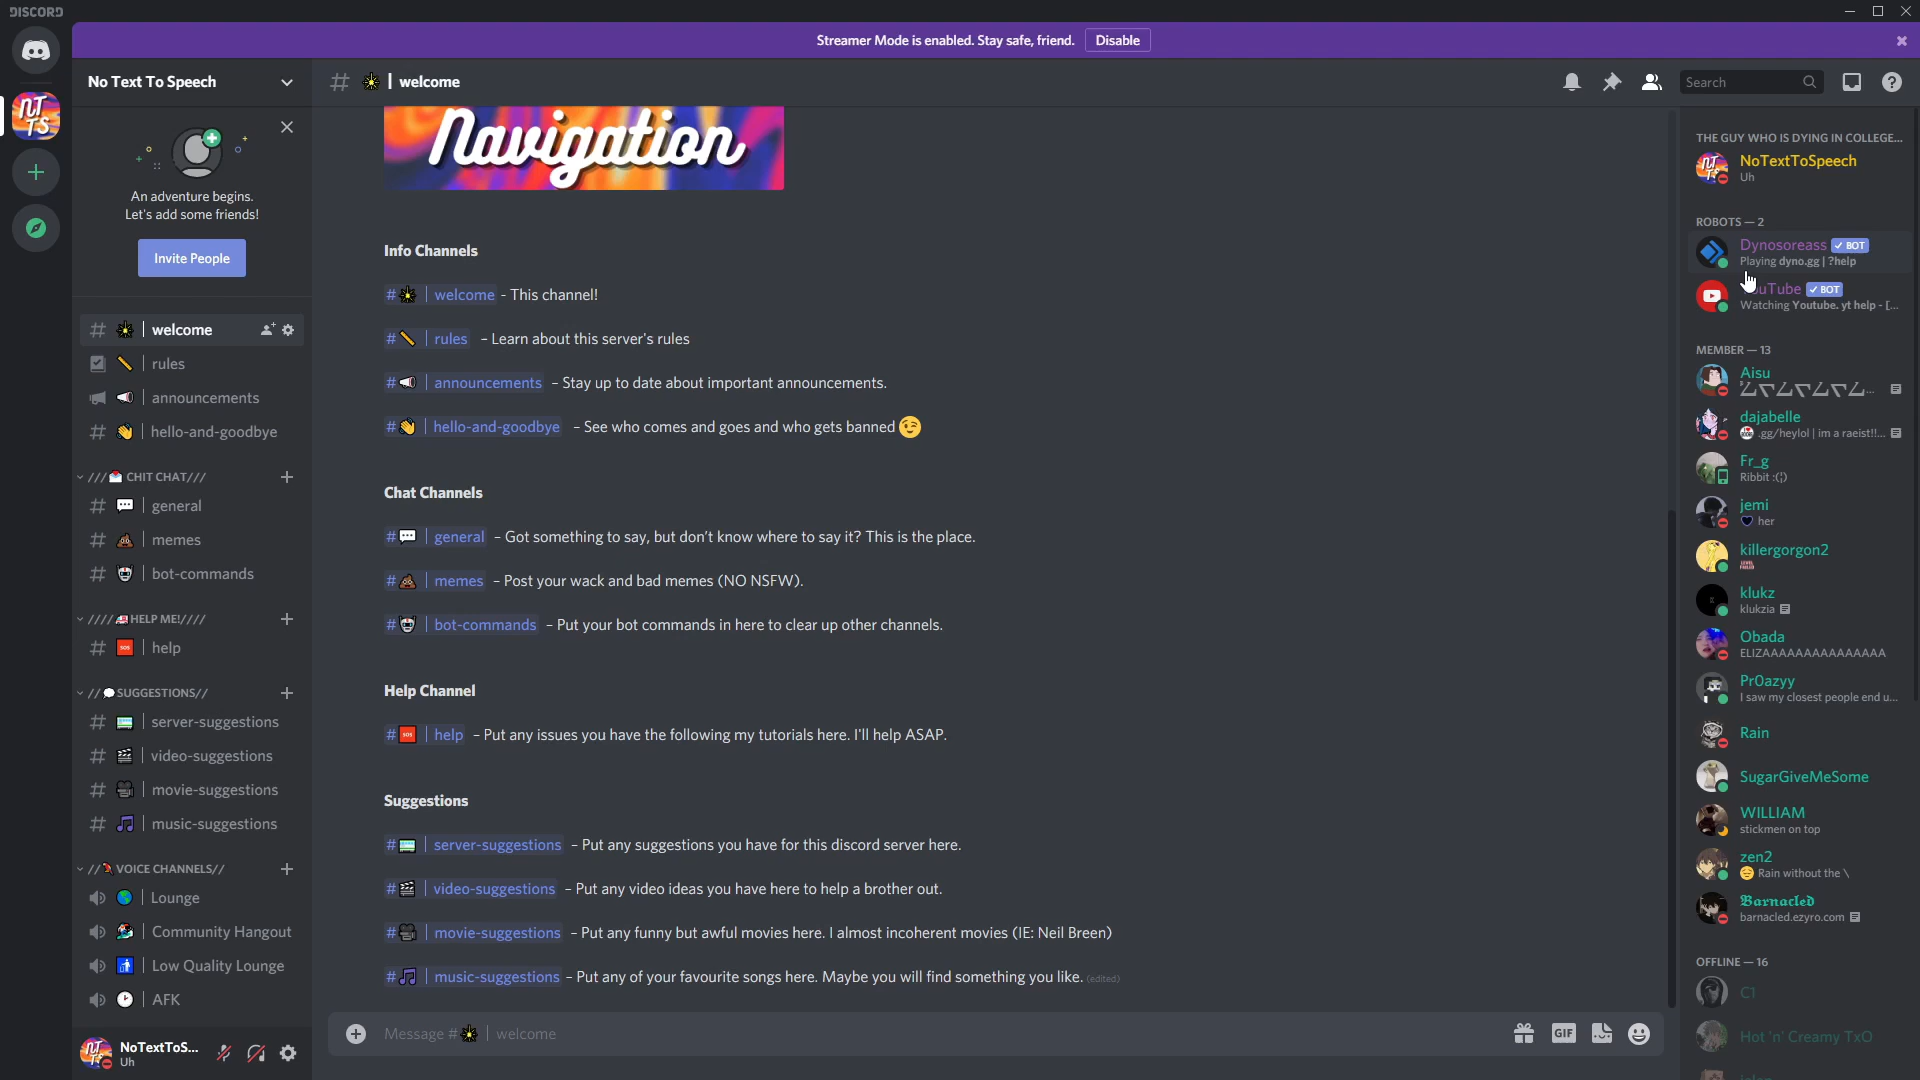 DISCORD
Streamer Mode is enabled. Stay safe, friend. Disable
No Text To Speech
welcome
Search
An adventure begins.
Let's add some friends!
Invite People
welcome
rules
announcements
hello-and-goodbye
/// CHIT CHAT///
general
memes
bot-commands
//// HELP ME!////
help
// SUGGESTIONS//
server-suggestions
video-suggestions
movie-suggestions
music-suggestions
// VOICE CHANNELS//
Lounge
Community Hangout
Low Quality Lounge
AFK
NoTextToS...
Uh
Navigation
Info Channels
# | welcome - This channel!
# | rules - Learn about this server's rules
# | announcements - Stay up to date about important announcements.
# | hello-and-goodbye - See who comes and goes and who gets banned
Chat Channels
# | general - Got something to say, but don't know where to say it? This is the place.
# | memes - Post your wack and bad memes (NO NSFW).
# | bot-commands - Put your bot commands in here to clear up other channels.
Help Channel
# | help - Put any issues you have the following my tutorials here. I'll help ASAP.
Suggestions
# | server-suggestions - Put any suggestions you have for this discord server here.
# | video-suggestions - Put any video ideas you have here to help a brother out.
# | movie-suggestions - Put any funny but awful movies here. I almost incoherent movies (IE: Neil Breen)
# | music-suggestions - Put any of your favourite songs here. Maybe you will find something you like. (edited)
Message # | welcome
GIF
THE GUY WHO IS DYING IN COLLEGE...
NoTextToSpeech
Uh
ROBOTS — 2
Dynosoreass BOT
Playing dyno.gg | ?help
BOT
Watching Youtube. yt help - [...
MEMBER — 13
Aisu
dajabelle
.gg/heylol | im a raeist!!...
Fr_g
Ribbit :(¦)
jemi
her
killergorgon2
klukz
klukzia
Obada
ELIZAAAAAAAAAAAAAAA
Pr0azyy
I saw my closest people end u...
Rain
SugarGiveMeSome
WILLIAM
stickmen on top
zen2
Rain without the \
𝕭𝖆𝖗𝖓𝖆𝖈𝖑𝖊𝖉
barnacled.ezyro.com
OFFLINE — 16
C1
Hot 'n' Creamy TxO